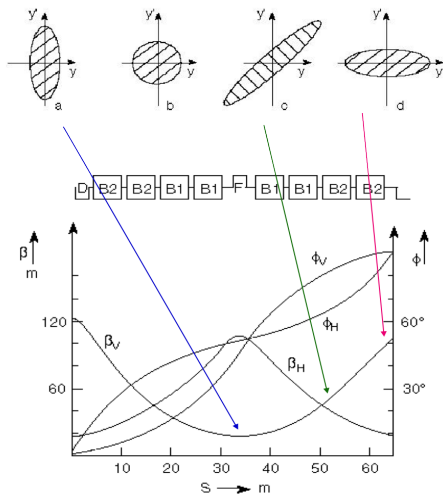 y' y' y' y'
y y y y
a b c d
D B2 B2 B1 B1 F B1 B1 B2 B2
β
m
ϕ
ϕV
ϕH
βV
βH
120
60
60°
30°
10 20 30 40 50 60
S m